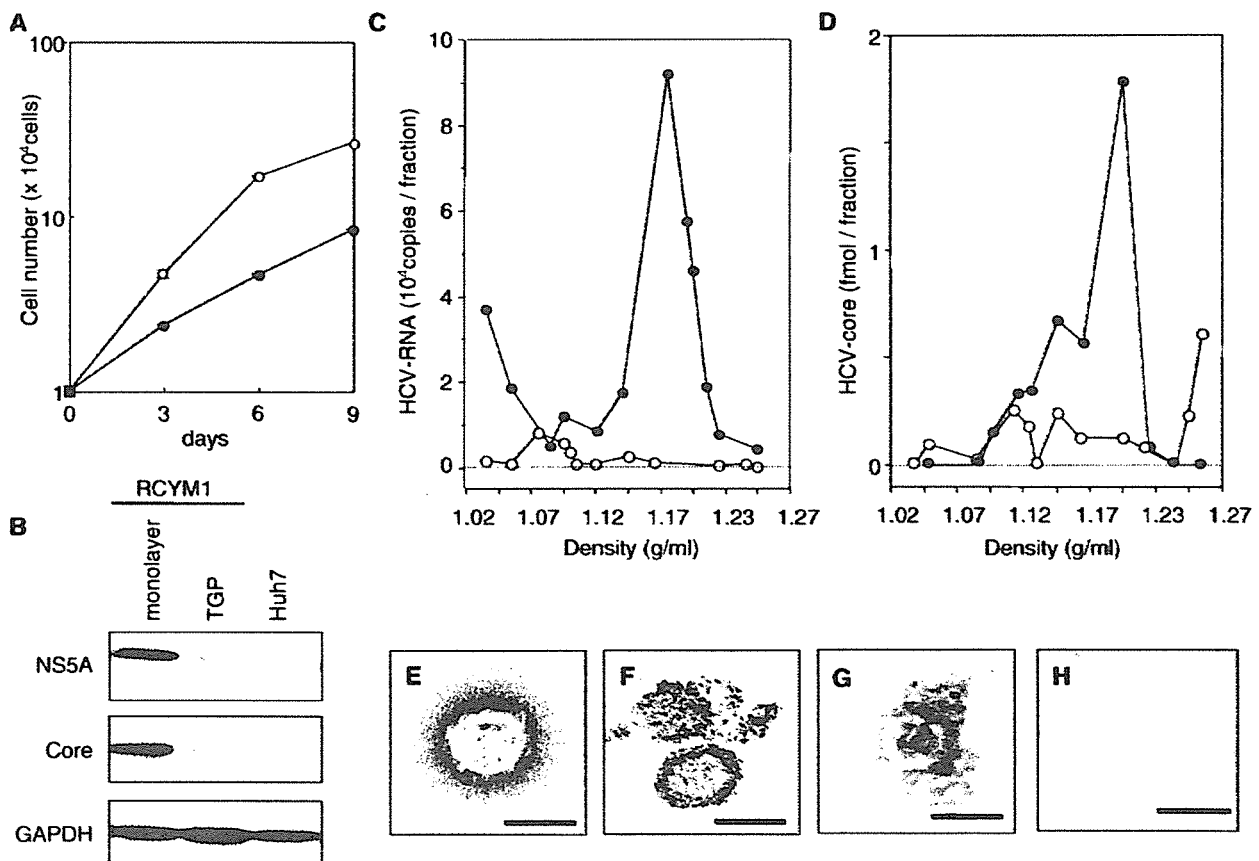 A
100
10
1
0
3
6
9
Cell number (x 10⁴cells)
days
RCYM1
B
monolayer
TGP
Huh7
NS5A
Core
GAPDH
C
10
8
6
4
2
0
HCV-RNA (10⁴copies / fraction)
1.02 1.07 1.12 1.17 1.23 1.27
Density (g/ml)
D
2
1
0
HCV-core (fmol / fraction)
1.02 1.07 1.12 1.17 1.23 1.27
Density (g/ml)
E
F
G
H